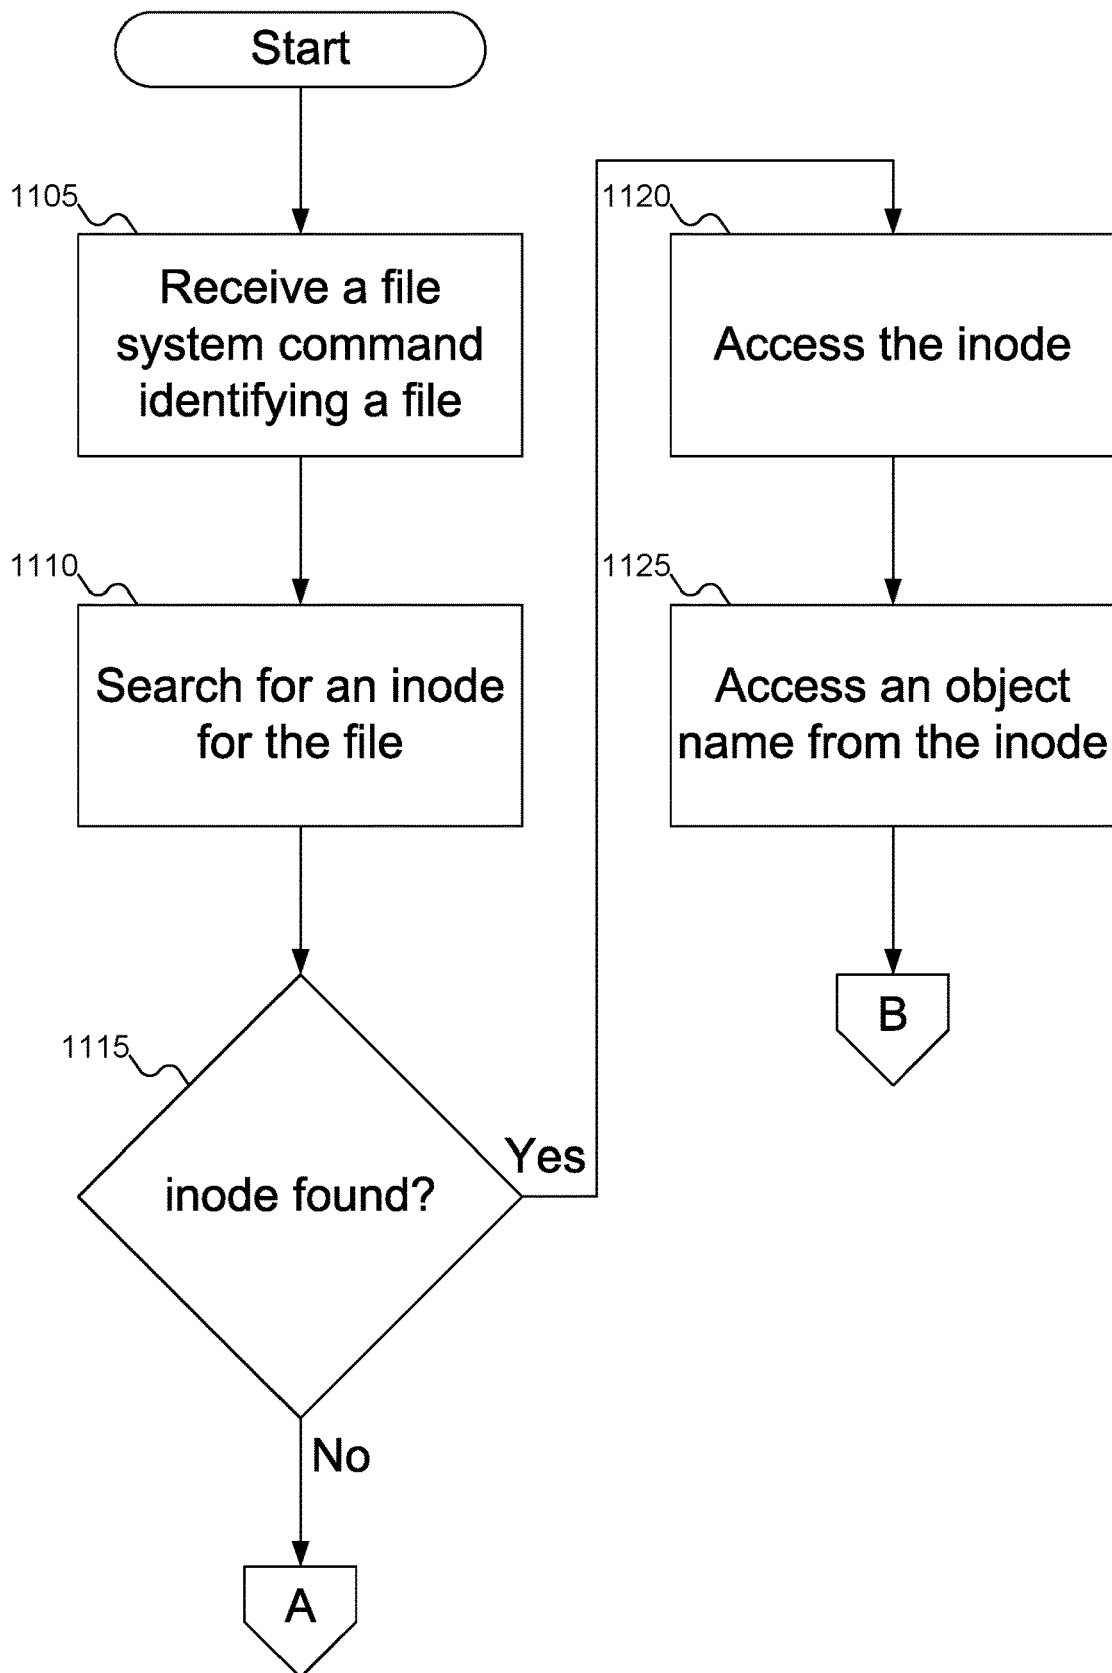 Start
1105
Receive a file
system command
identifying a file
1110
Search for an inode
for the file
1115
inode found?
Yes
No
A
1120
Access the inode
1125
Access an object
name from the inode
B